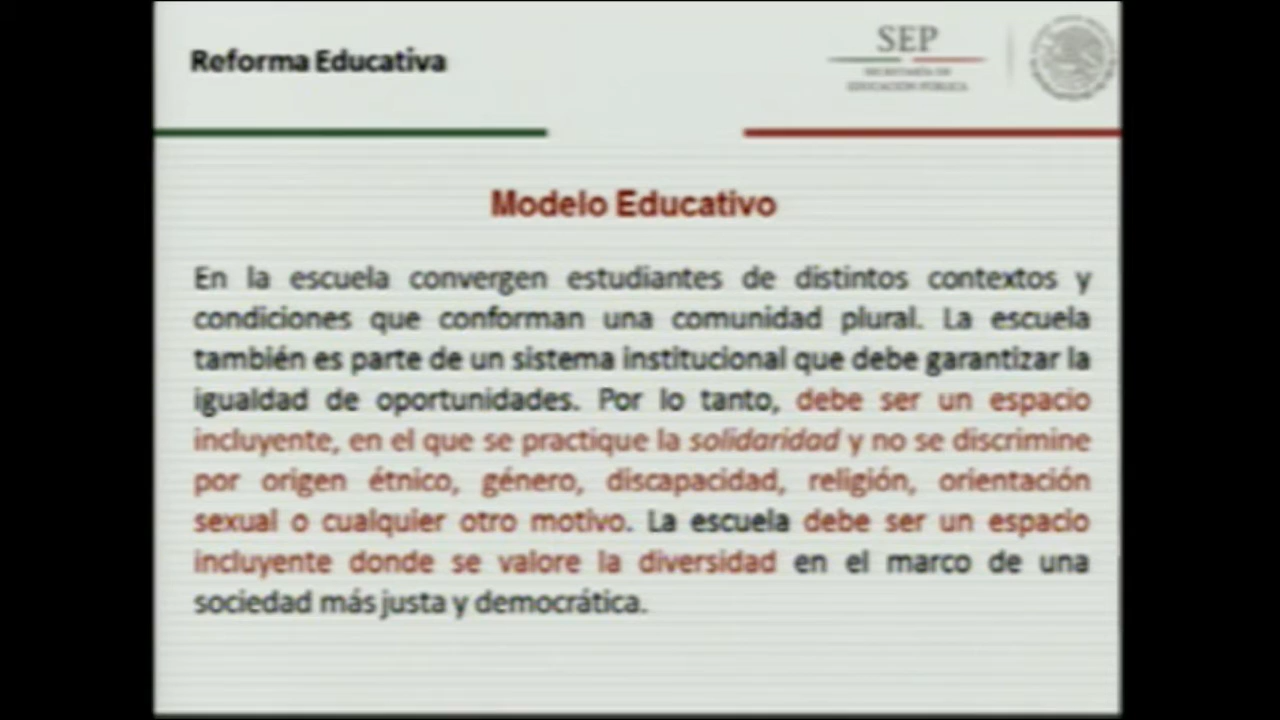 Reforma Educativa
SEP
SECRETARÍA DE
EDUCACIÓN PÚBLICA
Modelo Educativo
En la escuela convergen estudiantes de distintos contextos y
condiciones que conforman una comunidad plural. La escuela
también es parte de un sistema institucional que debe garantizar la
igualdad de oportunidades. Por lo tanto, debe ser un espacio
incluyente, en el que se practique la solidaridad y no se discrimine
por origen étnico, género, discapacidad, religión, orientación
sexual o cualquier otro motivo. La escuela debe ser un espacio
incluyente donde se valore la diversidad en el marco de una
sociedad más justa y democrática.